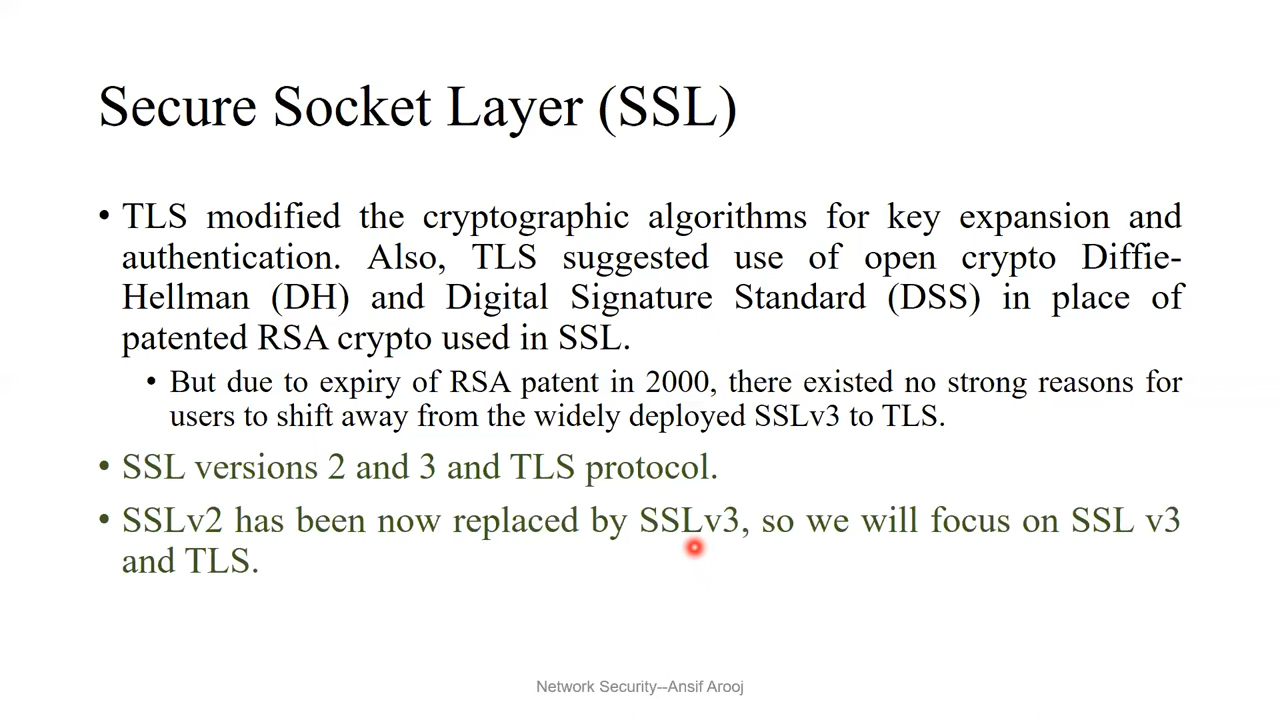 Secure Socket Layer (SSL)
• TLS modified the cryptographic algorithms for key expansion and
authentication. Also, TLS suggested use of open crypto Diffie-
Hellman (DH) and Digital Signature Standard (DSS) in place of
patented RSA crypto used in SSL.
• But due to expiry of RSA patent in 2000, there existed no strong reasons for
users to shift away from the widely deployed SSLv3 to TLS.
• SSL versions 2 and 3 and TLS protocol.
• SSLv2 has been now replaced by SSLv3, so we will focus on SSL v3
and TLS.
Network Security--Ansif Arooj